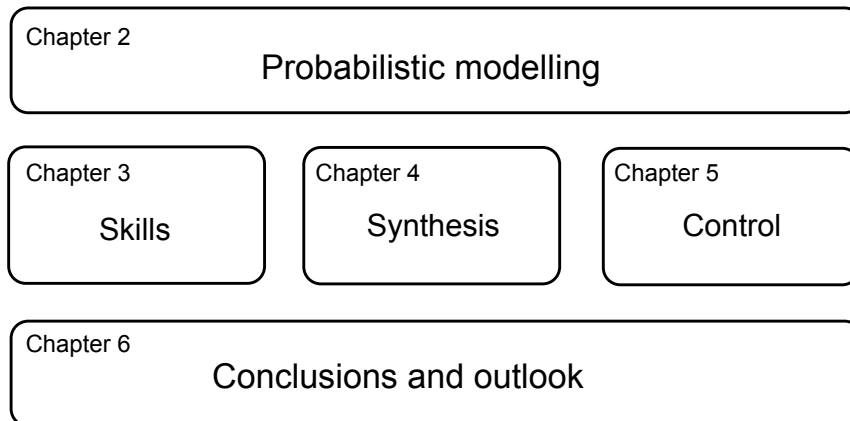 Chapter 2
Probabilistic modelling
Chapter 3
Skills
Chapter 4
Synthesis
Chapter 5
Control
Chapter 6
Conclusions and outlook